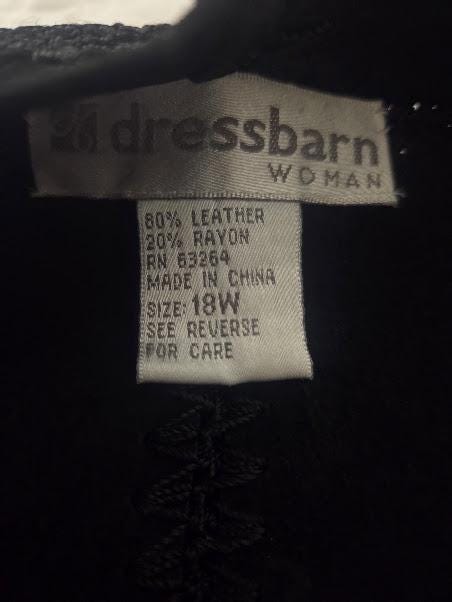 dressbarn
WOMAN
80% LEATHER
20% RAYON
RN 63264
MADE IN CHINA
SIZE: 18W
SEE REVERSE
FOR CARE